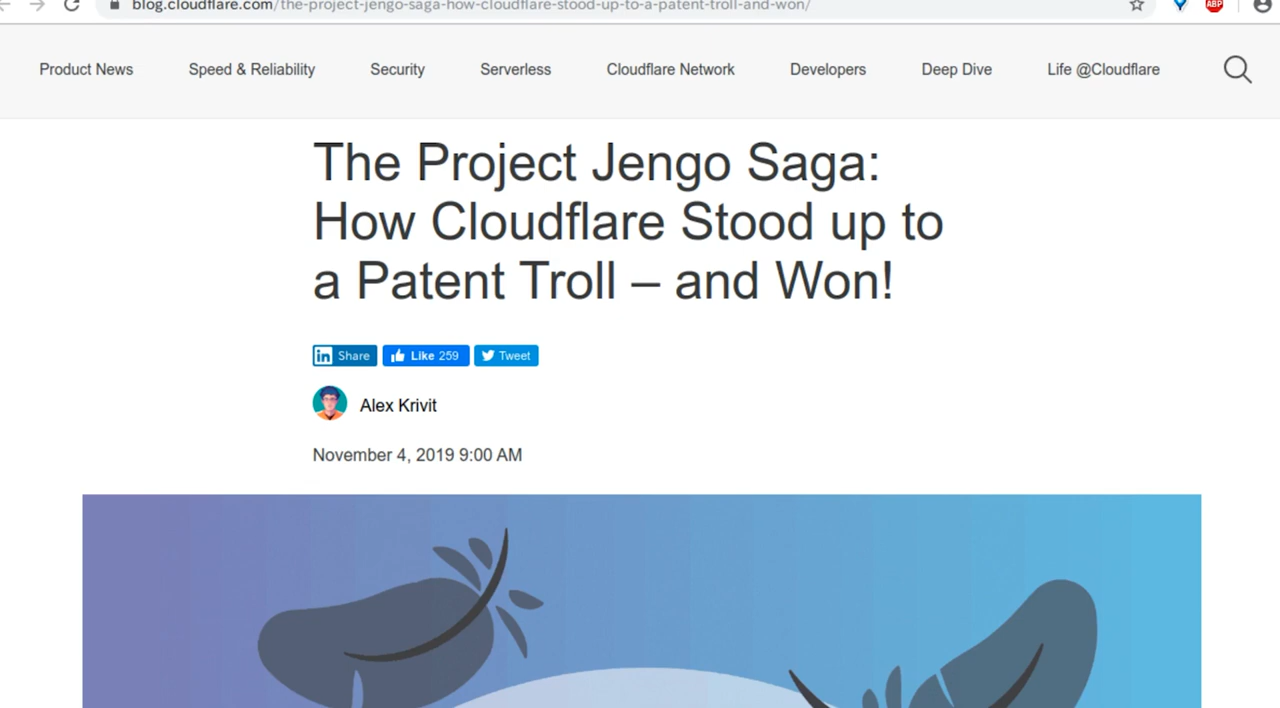 blog.cloudflare.com/the-project-jengo-saga-how-cloudflare-stood-up-to-a-patent-troll-and-won/
ABP
Product News Speed & Reliability Security Serverless Cloudflare Network Developers Deep Dive Life @Cloudflare
The Project Jengo Saga:
How Cloudflare Stood up to
a Patent Troll – and Won!
in Share Like 259 Tweet
Alex Krivit
November 4, 2019 9:00 AM